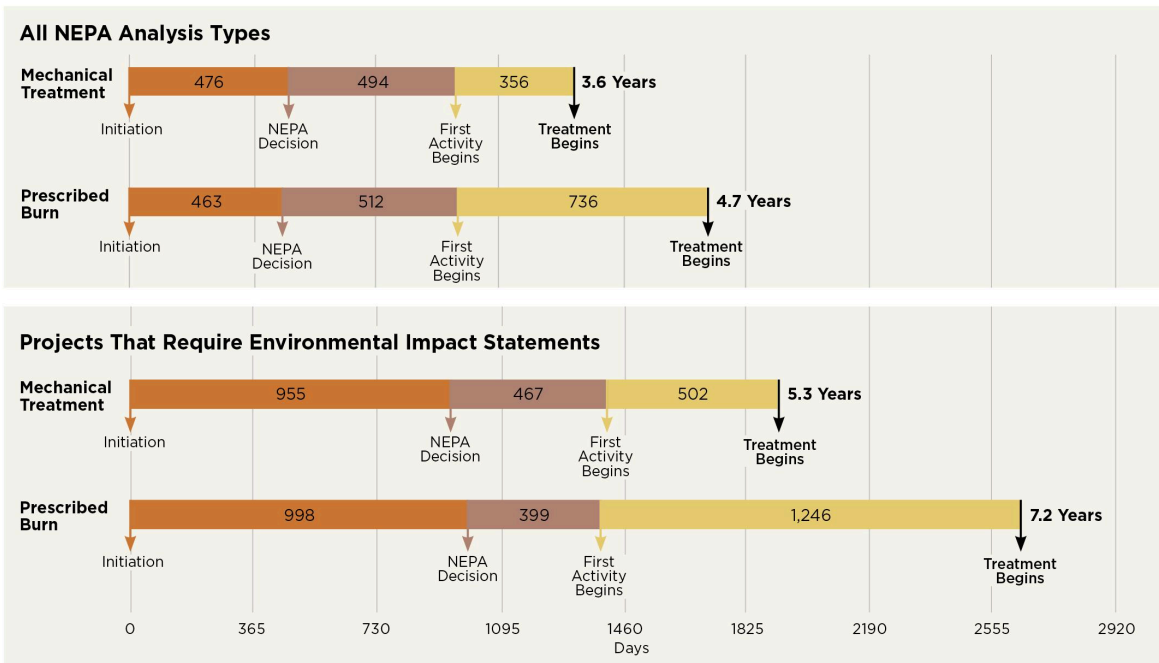 All NEPA Analysis Types
Mechanical
Treatment
476
494
356
3.6 Years
Initiation
NEPA
Decision
First
Activity
Begins
Treatment
Begins
Prescribed
Burn
463
512
736
4.7 Years
Initiation
NEPA
Decision
First
Activity
Begins
Treatment
Begins
Projects That Require Environmental Impact Statements
Mechanical
Treatment
955
467
502
5.3 Years
Initiation
NEPA
Decision
First
Activity
Begins
Treatment
Begins
Prescribed
Burn
998
399
1,246
7.2 Years
Initiation
NEPA
Decision
First
Activity
Begins
Treatment
Begins
0 365 730 1095 1460 1825 2190 2555 2920
Days